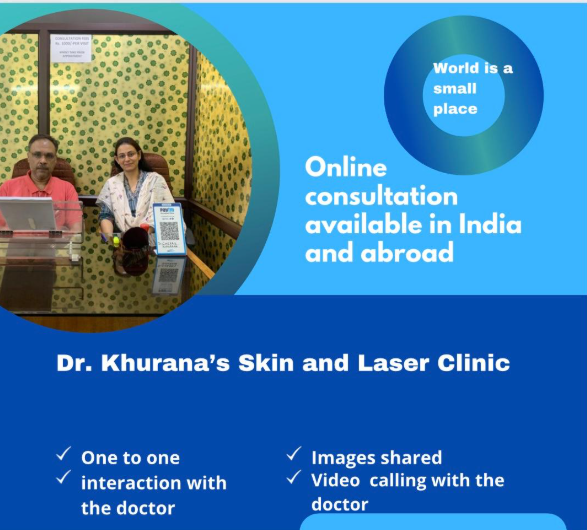 World is a
small
place
Online
consultation
available in India
and abroad
Dr. Khurana's Skin and Laser Clinic
One to one
interaction with
the doctor
Images shared
Video calling with the
doctor